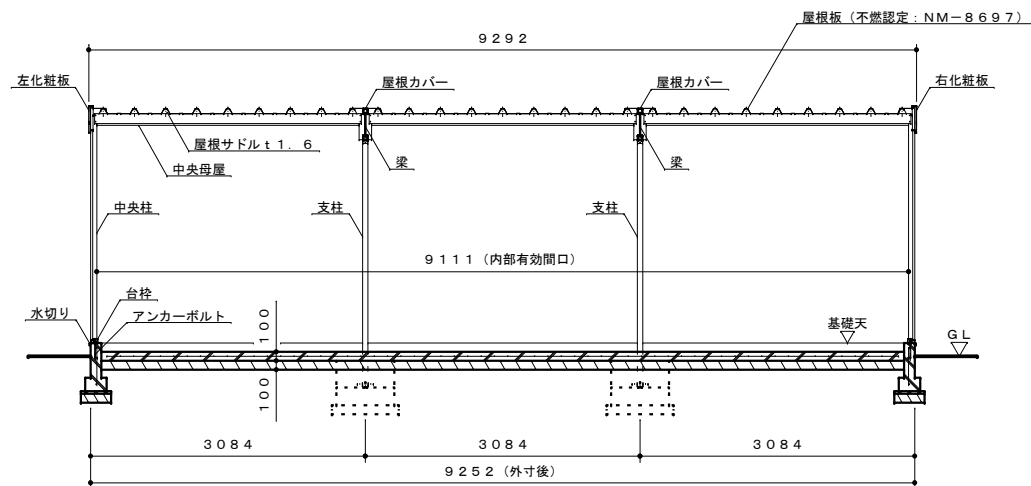 屋根板（不燃認定：ＮＭ－８６９７）
９２９２
左化粧板
屋根カバー
屋根カバー
右化粧板
屋根サドルｔ１．６
中央母屋
梁
梁
中央柱
支柱
支柱
９１１１（内部有効間口）
台枠
水切り
アンカーボルト
１００
基礎天
ＧＬ
１００
３０８４
３０８４
３０８４
９２５２（外寸後）